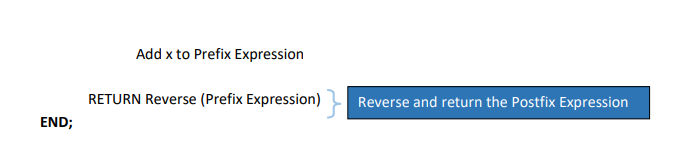 Add x to Prefix Expression
RETURN Reverse (Prefix Expression)
Reverse and return the Postfix Expression
END;